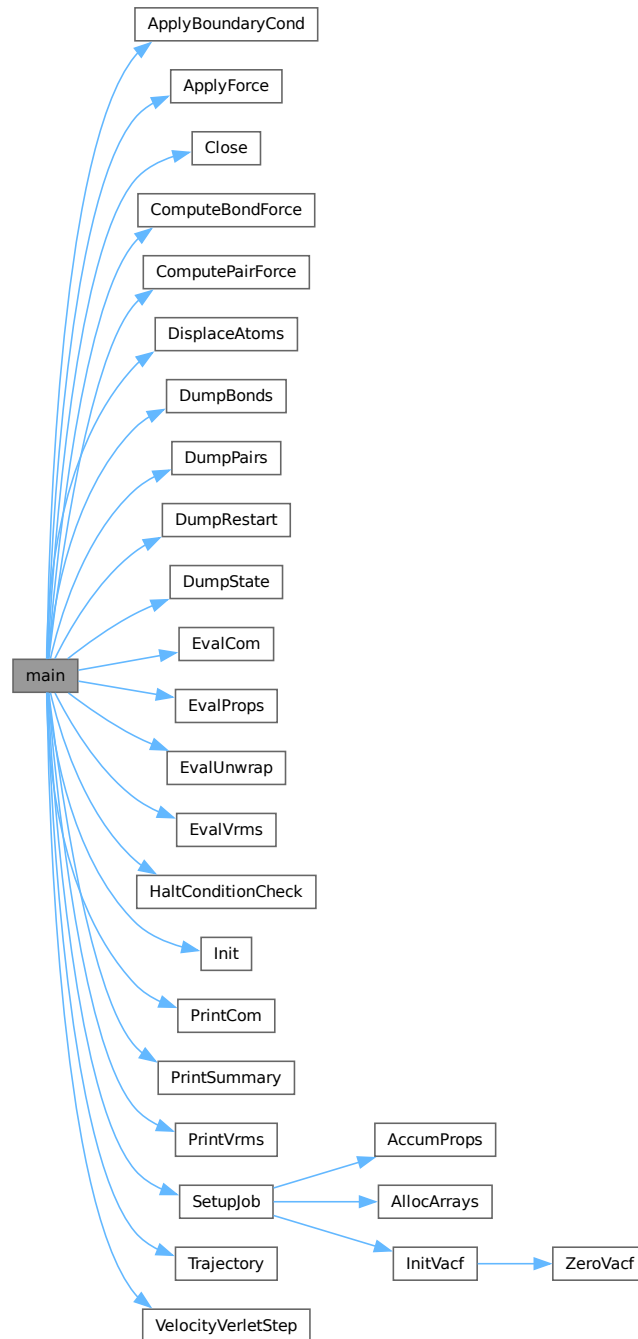 ApplyBoundaryCond
ApplyForce
Close
ComputeBondForce
ComputePairForce
DisplaceAtoms
DumpBonds
DumpPairs
DumpRestart
DumpState
EvalCom
main
EvalProps
EvalUnwrap
EvalVrms
HaltConditionCheck
Init
PrintCom
PrintSummary
PrintVrms
AccumProps
SetupJob
AllocArrays
InitVacf
ZeroVacf
Trajectory
VelocityVerletStep